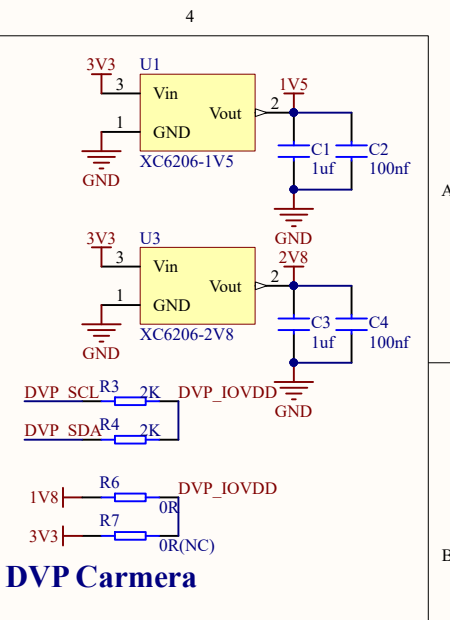 4
3V3 U1
3 Vin
1V5
Vout 2
1 GND
C1 C2
GND XC6206-1V5 1uf 100nf
GND
3V3 U3
2V8
3 Vin
Vout 2
1 GND
C3 C4
GND XC6206-2V8 1uf 100nf
GND
DVP_SCL R3 2K DVP_IOVDD
DVP_SDA R4 2K
R6 DVP_IOVDD
1V8 0R
R7
3V3 0R(NC)
DVP Carmera
A
B